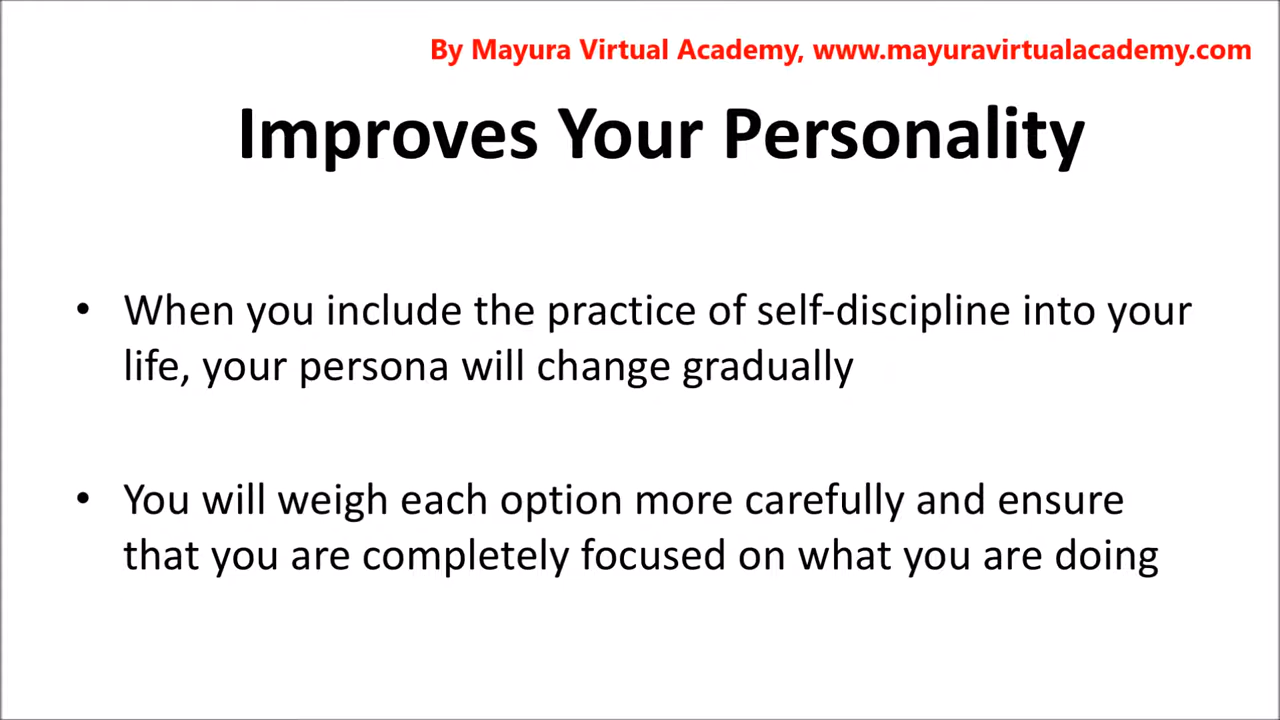 By Mayura Virtual Academy, www.mayuravirtualacademy.com
Improves Your Personality
• When you include the practice of self-discipline into your
life, your persona will change gradually
• You will weigh each option more carefully and ensure
that you are completely focused on what you are doing